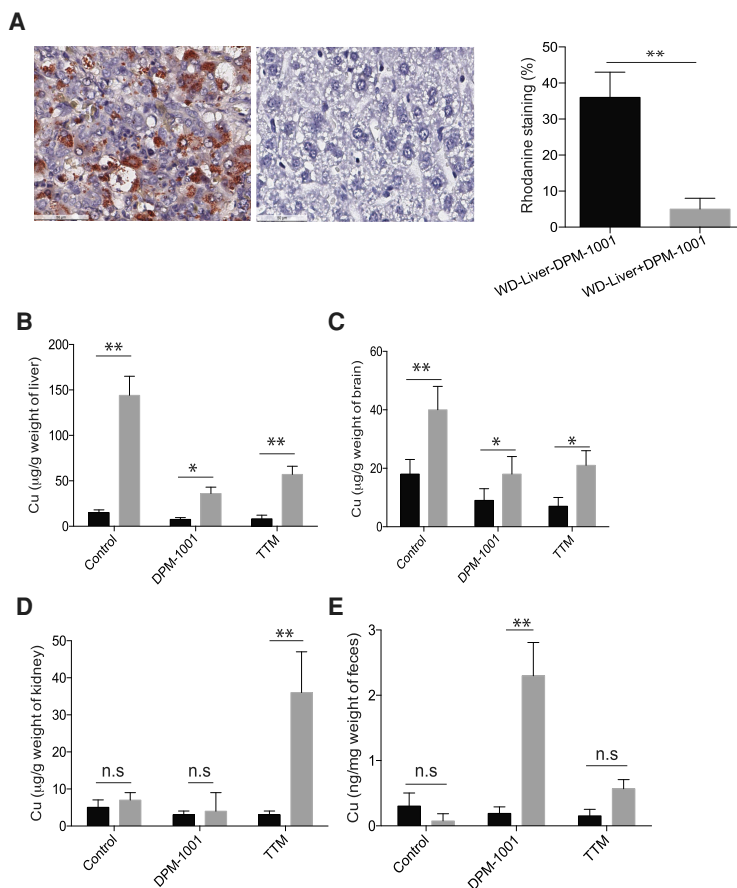 A
50
40
30
20
10
0
Rhodanine staining (%)
**
WD-Liver-DPM-1001
WD-Liver+DPM-1001
B
200
150
100
50
0
Cu (µg/g weight of liver)
**
*
**
Control
DPM-1001
TTM
C
60
40
20
0
Cu (µg/g weight of brain)
**
*
*
Control
DPM-1001
TTM
D
50
40
30
20
10
0
Cu (µg/g weight of kidney)
n.s
n.s
**
Control
DPM-1001
TTM
E
3
2
1
0
Cu (ng/mg weight of feces)
n.s
**
n.s
Control
DPM-1001
TTM